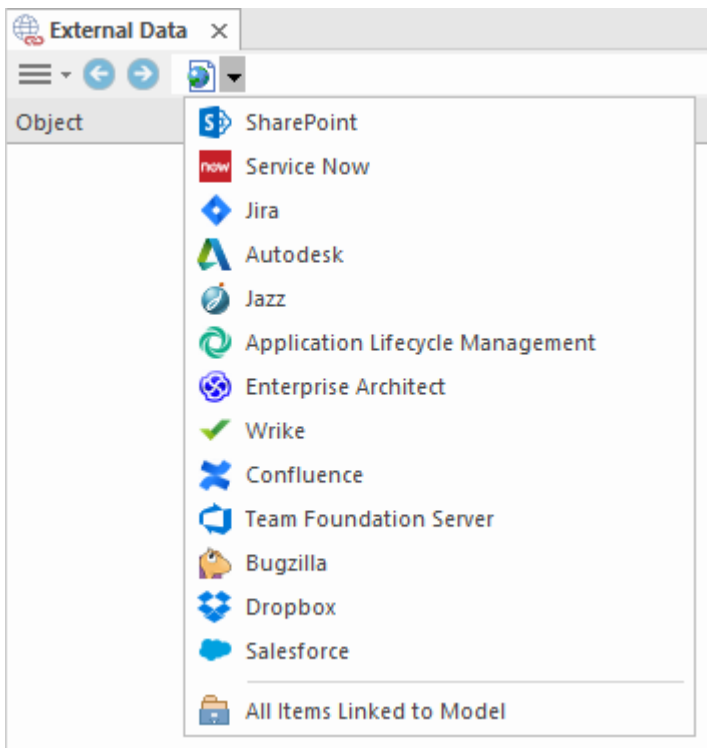 External Data
Object
SharePoint
now Service Now
Jira
Autodesk
Jazz
Application Lifecycle Management
Enterprise Architect
Wrike
Confluence
Team Foundation Server
Bugzilla
Dropbox
Salesforce
All Items Linked to Model